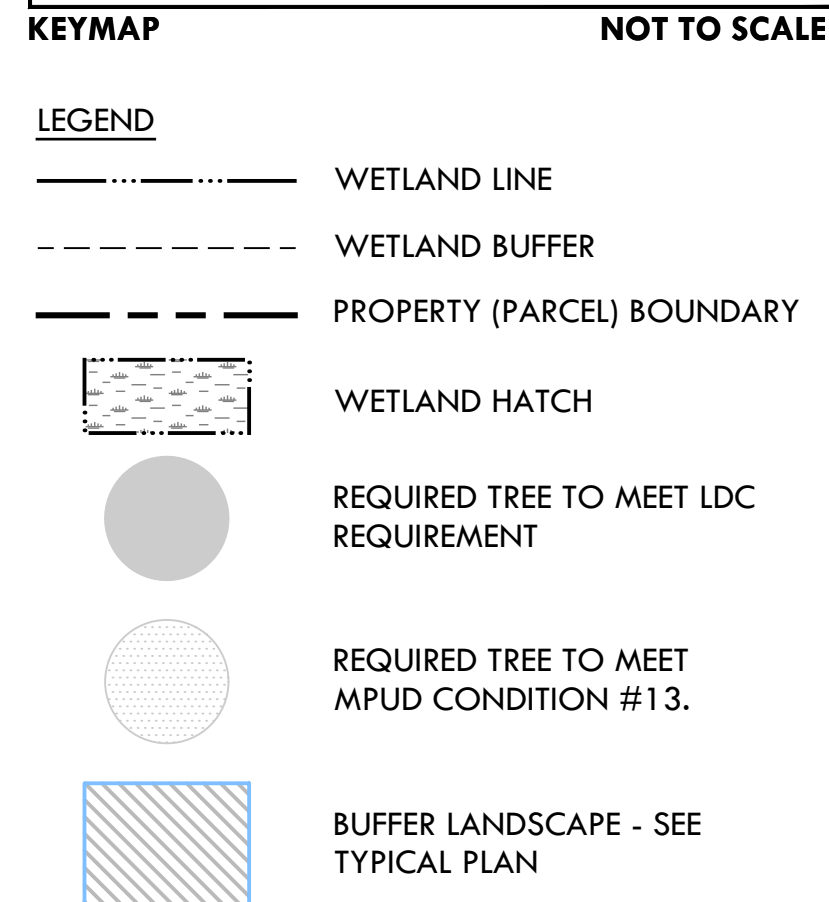 KEYMAP NOT TO SCALE
LEGEND
WETLAND LINE
WETLAND BUFFER
PROPERTY (PARCEL) BOUNDARY
WETLAND HATCH
REQUIRED TREE TO MEET LDC
REQUIREMENT
REQUIRED TREE TO MEET
MPUD CONDITION #13.
BUFFER LANDSCAPE - SEE
TYPICAL PLAN